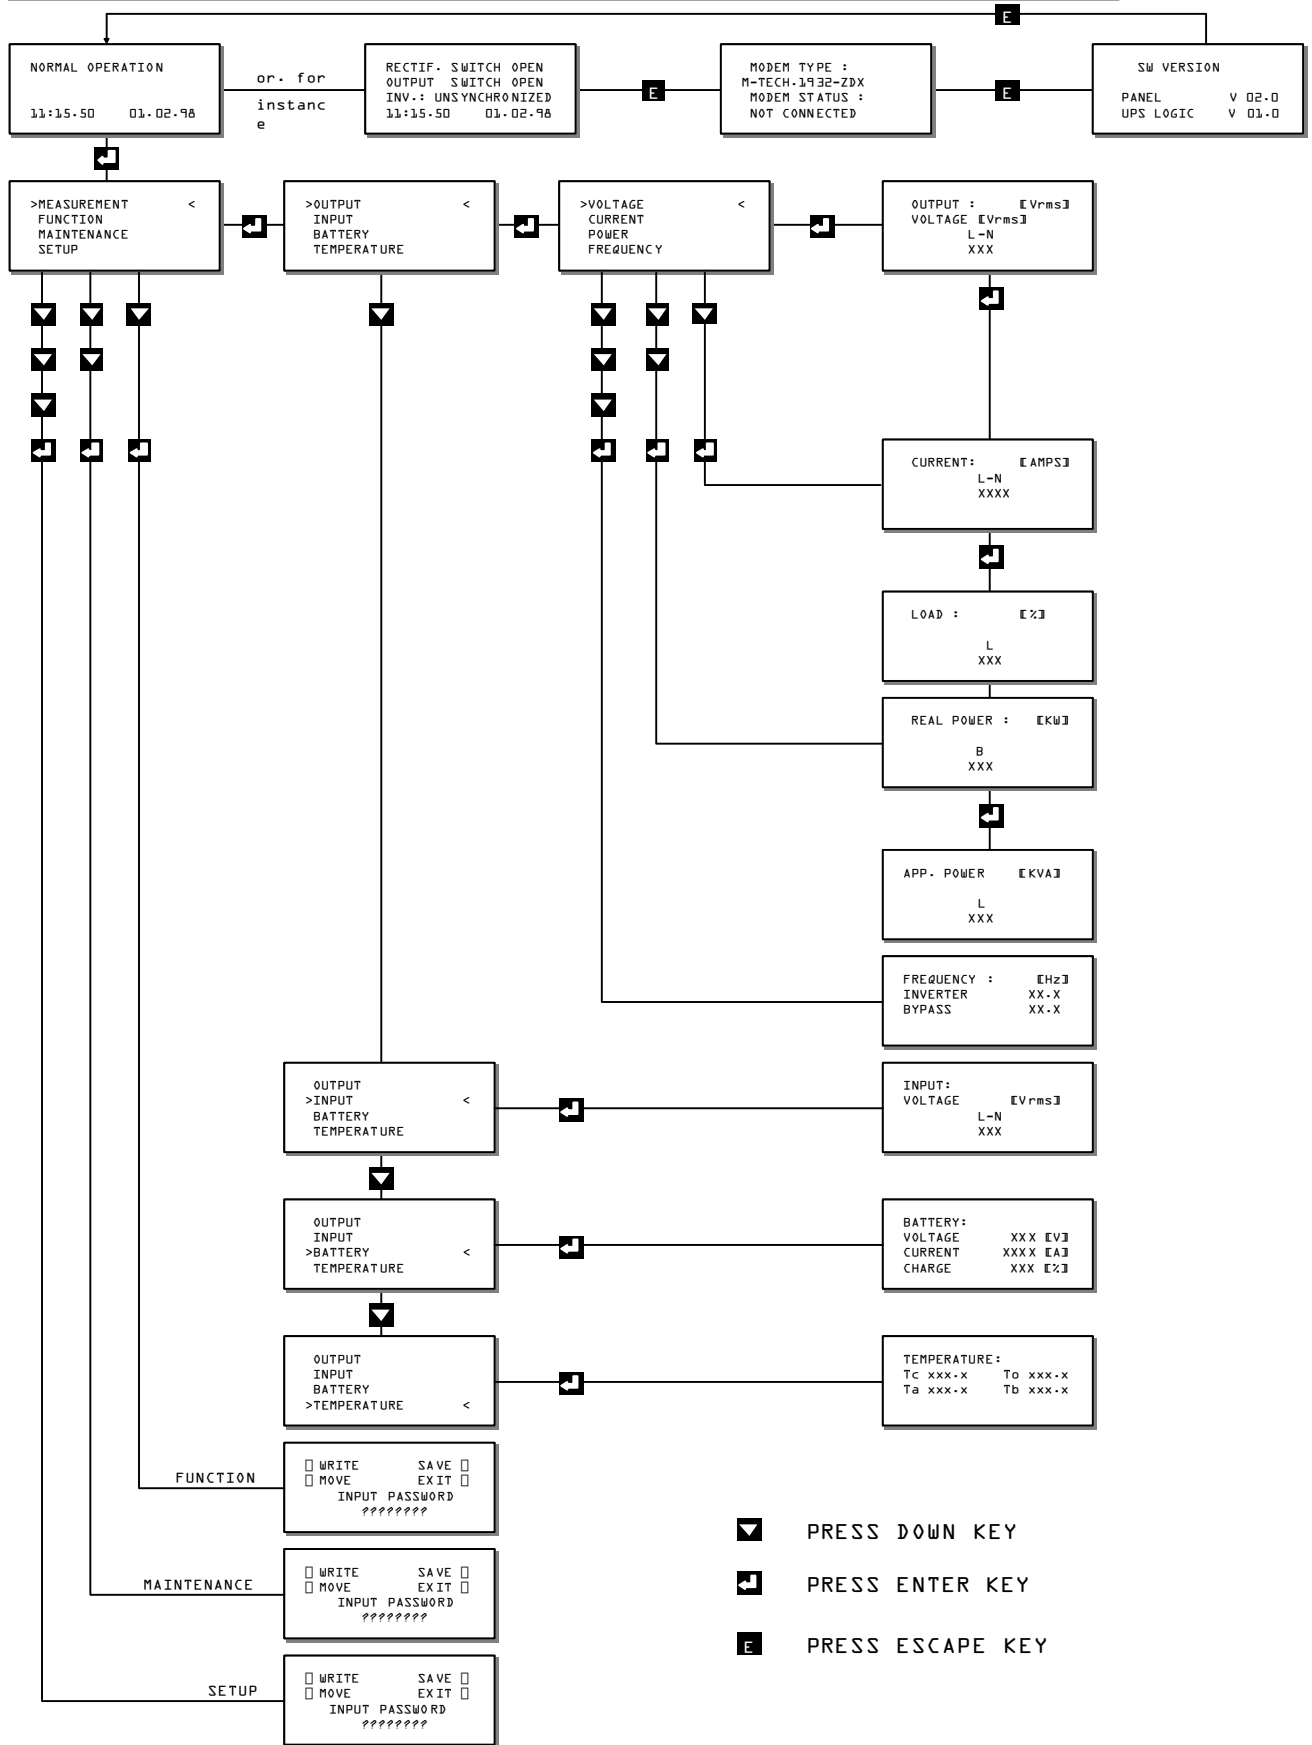 E
NORMAL OPERATION
11:15.50 01.02.98
or. for
instanc
e
RECTIF. SWITCH OPEN
OUTPUT SWITCH OPEN
INV.: UNSYNCHRONIZED
11:15.50 01.02.98
E
MODEM TYPE :
M-TECH.1932-ZDX
MODEM STATUS :
NOT CONNECTED
E
SW VERSION
PANEL V 02.0
UPS LOGIC V 01.0
>MEASUREMENT <
FUNCTION
MAINTENANCE
SETUP
>OUTPUT <
INPUT
BATTERY
TEMPERATURE
>VOLTAGE <
CURRENT
POWER
FREQUENCY
OUTPUT : [Vrms]
VOLTAGE [Vrms]
L-N
XXX
CURRENT: [AMPS]
L-N
XXXX
LOAD : [%]
L
XXX
REAL POWER : [KW]
B
XXX
APP. POWER [KVA]
L
XXX
FREQUENCY : [Hz]
INVERTER XX.X
BYPASS XX.X
OUTPUT
>INPUT <
BATTERY
TEMPERATURE
INPUT:
VOLTAGE [Vrms]
L-N
XXX
OUTPUT
INPUT
>BATTERY <
TEMPERATURE
BATTERY:
VOLTAGE XXX [V]
CURRENT XXXX [A]
CHARGE XXX [%]
OUTPUT
INPUT
BATTERY
>TEMPERATURE <
TEMPERATURE:
Tc xxx.x To xxx.x
Ta xxx.x Tb xxx.x
FUNCTION
▯ WRITE SAVE ▯
▯ MOVE EXIT ▯
INPUT PASSWORD
????????
MAINTENANCE
▯ WRITE SAVE ▯
▯ MOVE EXIT ▯
INPUT PASSWORD
????????
SETUP
▯ WRITE SAVE ▯
▯ MOVE EXIT ▯
INPUT PASSWORD
????????
PRESS DOWN KEY
PRESS ENTER KEY
E PRESS ESCAPE KEY